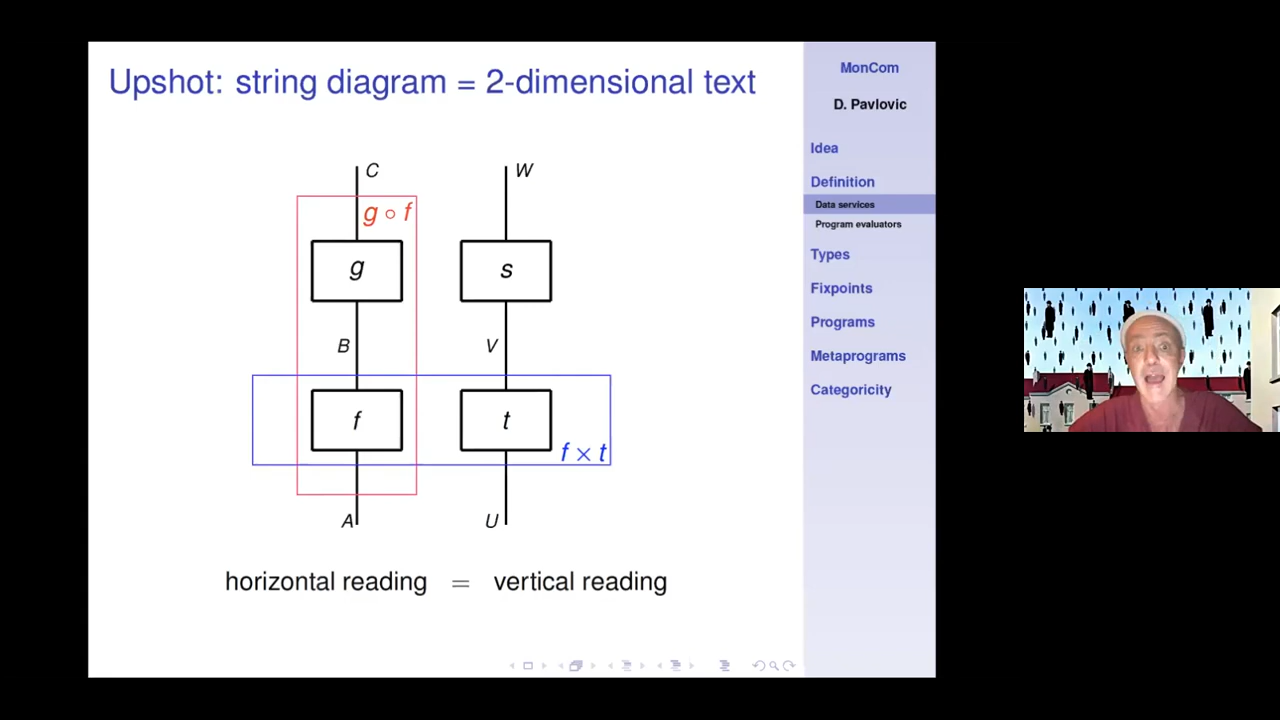 Upshot: string diagram = 2-dimensional text
C
W
g ∘ f
g
s
B
V
f
t
f × t
A
U
horizontal reading = vertical reading
MonCom
D. Pavlovic
Idea
Definition
Data services
Program evaluators
Types
Fixpoints
Programs
Metaprograms
Categoricity